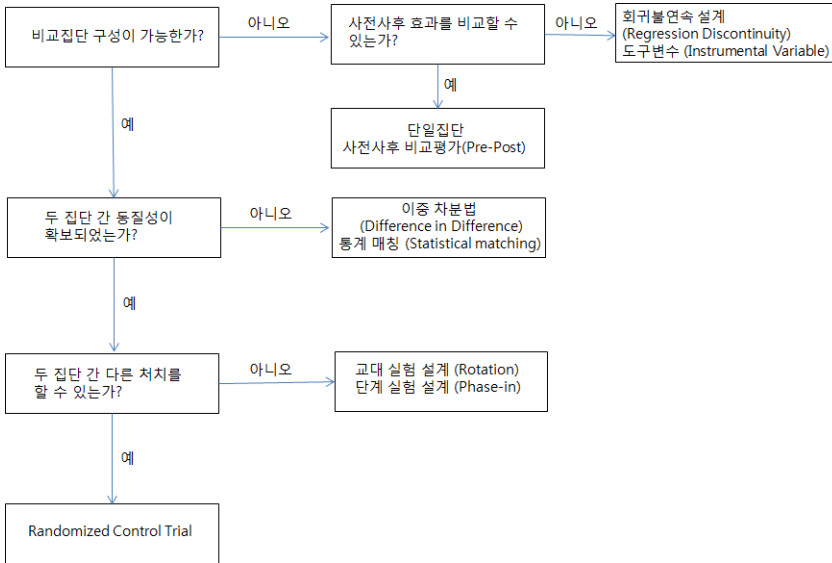 비교집단 구성이 가능한가?
아니오
사전사후 효과를 비교할 수
있는가?
아니오
회귀불연속 설계
(Regression Discontinuity)
도구변수 (Instrumental Variable)
예
예
단일집단
사전사후 비교평가(Pre-Post)
두 집단 간 동질성이
확보되었는가?
아니오
이중 차분법
(Difference in Difference)
통계 매칭 (Statistical matching)
예
두 집단 간 다른 처치를
할 수 있는가?
아니오
교대 실험 설계 (Rotation)
단계 실험 설계 (Phase-in)
예
Randomized Control Trial